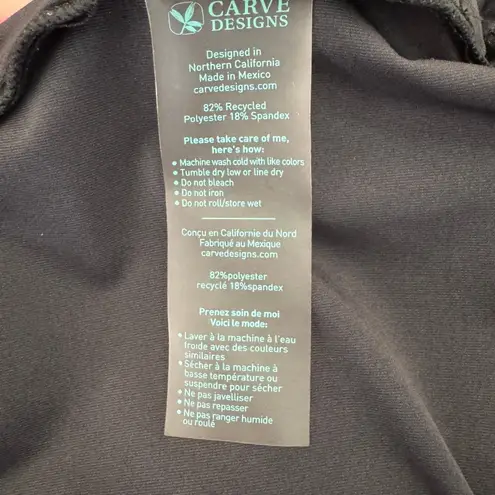 CARVE
DESIGNS
Designed in
Northern California
Made in Mexico
carvedesigns.com
82% Recycled
Polyester 18% Spandex
Please take care of me,
here's how:
• Machine wash cold with like colors
• Tumble dry low or line dry
• Do not bleach
• Do not iron
• Do not roll/store wet
Conçu en Californie du Nord
Fabriqué au Mexique
carvedesigns.com
82%polyester
recyclé 18%spandex
Prenez soin de moi
Voici le mode:
• Laver à la machine à l'eau
froide avec des couleurs
similaires
• Sécher à la machine à
basse température ou
suspendre pour sécher
• Ne pas javelliser
• Ne pas repasser
• Ne pas ranger humide
ou roulé